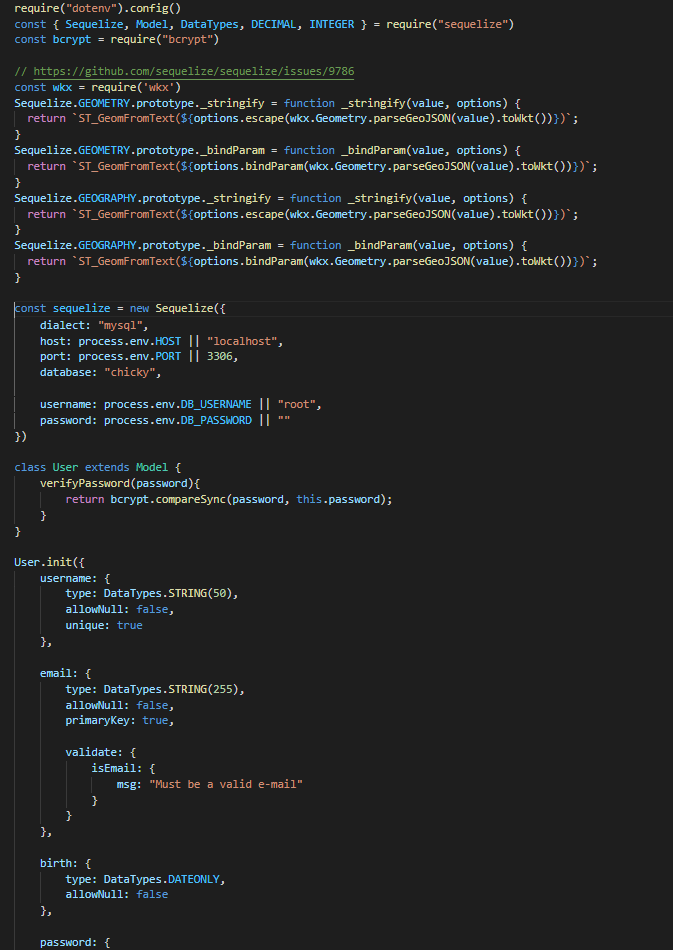 require("dotenv").config()
const { Sequelize, Model, DataTypes, DECIMAL, INTEGER } = require("sequelize")
const bcrypt = require("bcrypt")

// https://github.com/sequelize/sequelize/issues/9786
const wkx = require('wkx')
Sequelize.GEOMETRY.prototype._stringify = function _stringify(value, options) {
  return `ST_GeomFromText(${options.escape(wkx.Geometry.parseGeoJSON(value).toWkt())})`;
}
Sequelize.GEOMETRY.prototype._bindParam = function _bindParam(value, options) {
  return `ST_GeomFromText(${options.bindParam(wkx.Geometry.parseGeoJSON(value).toWkt())})`;
}
Sequelize.GEOGRAPHY.prototype._stringify = function _stringify(value, options) {
  return `ST_GeomFromText(${options.escape(wkx.Geometry.parseGeoJSON(value).toWkt())})`;
}
Sequelize.GEOGRAPHY.prototype._bindParam = function _bindParam(value, options) {
  return `ST_GeomFromText(${options.bindParam(wkx.Geometry.parseGeoJSON(value).toWkt())})`;
}

const sequelize = new Sequelize({
    dialect: "mysql",
    host: process.env.HOST || "localhost",
    port: process.env.PORT || 3306,
    database: "chicky",

    username: process.env.DB_USERNAME || "root",
    password: process.env.DB_PASSWORD || ""
})

class User extends Model {
    verifyPassword(password){
        return bcrypt.compareSync(password, this.password);
    }
}

User.init({
    username: {
        type: DataTypes.STRING(50),
        allowNull: false,
        unique: true
    },

    email: {
        type: DataTypes.STRING(255),
        allowNull: false,
        primaryKey: true,

        validate: {
            isEmail: {
                msg: "Must be a valid e-mail"
            }
        }
    },

    birth: {
        type: DataTypes.DATEONLY,
        allowNull: false
    },

    password: {